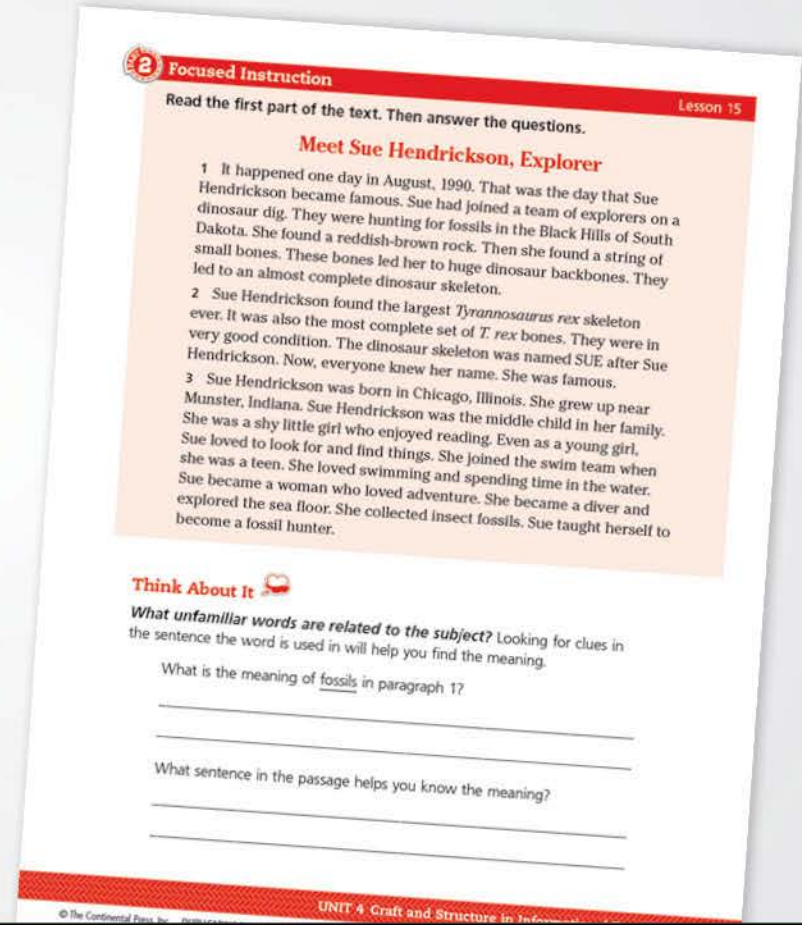 2 Focused Instruction
Lesson 15
Read the first part of the text. Then answer the questions.
Meet Sue Hendrickson, Explorer
1 It happened one day in August, 1990. That was the day that Sue
Hendrickson became famous. Sue had joined a team of explorers on a
dinosaur dig. They were hunting for fossils in the Black Hills of South
Dakota. She found a reddish-brown rock. Then she found a string of
small bones. These bones led her to huge dinosaur backbones. They
led to an almost complete dinosaur skeleton.
2 Sue Hendrickson found the largest Tyrannosaurus rex skeleton
ever. It was also the most complete set of T. rex bones. They were in
very good condition. The dinosaur skeleton was named SUE after Sue
Hendrickson. Now, everyone knew her name. She was famous.
3 Sue Hendrickson was born in Chicago, Illinois. She grew up near
Munster, Indiana. Sue Hendrickson was the middle child in her family.
She was a shy little girl who enjoyed reading. Even as a young girl,
Sue loved to look for and find things. She joined the swim team when
she was a teen. She loved swimming and spending time in the water.
Sue became a woman who loved adventure. She became a diver and
explored the sea floor. She collected insect fossils. Sue taught herself to
become a fossil hunter.
Think About It
What unfamiliar words are related to the subject? Looking for clues in
the sentence the word is used in will help you find the meaning.
What is the meaning of fossils in paragraph 1?
What sentence in the passage helps you know the meaning?
UNIT 4 Craft and Structure in
© The Continental Press, Inc.